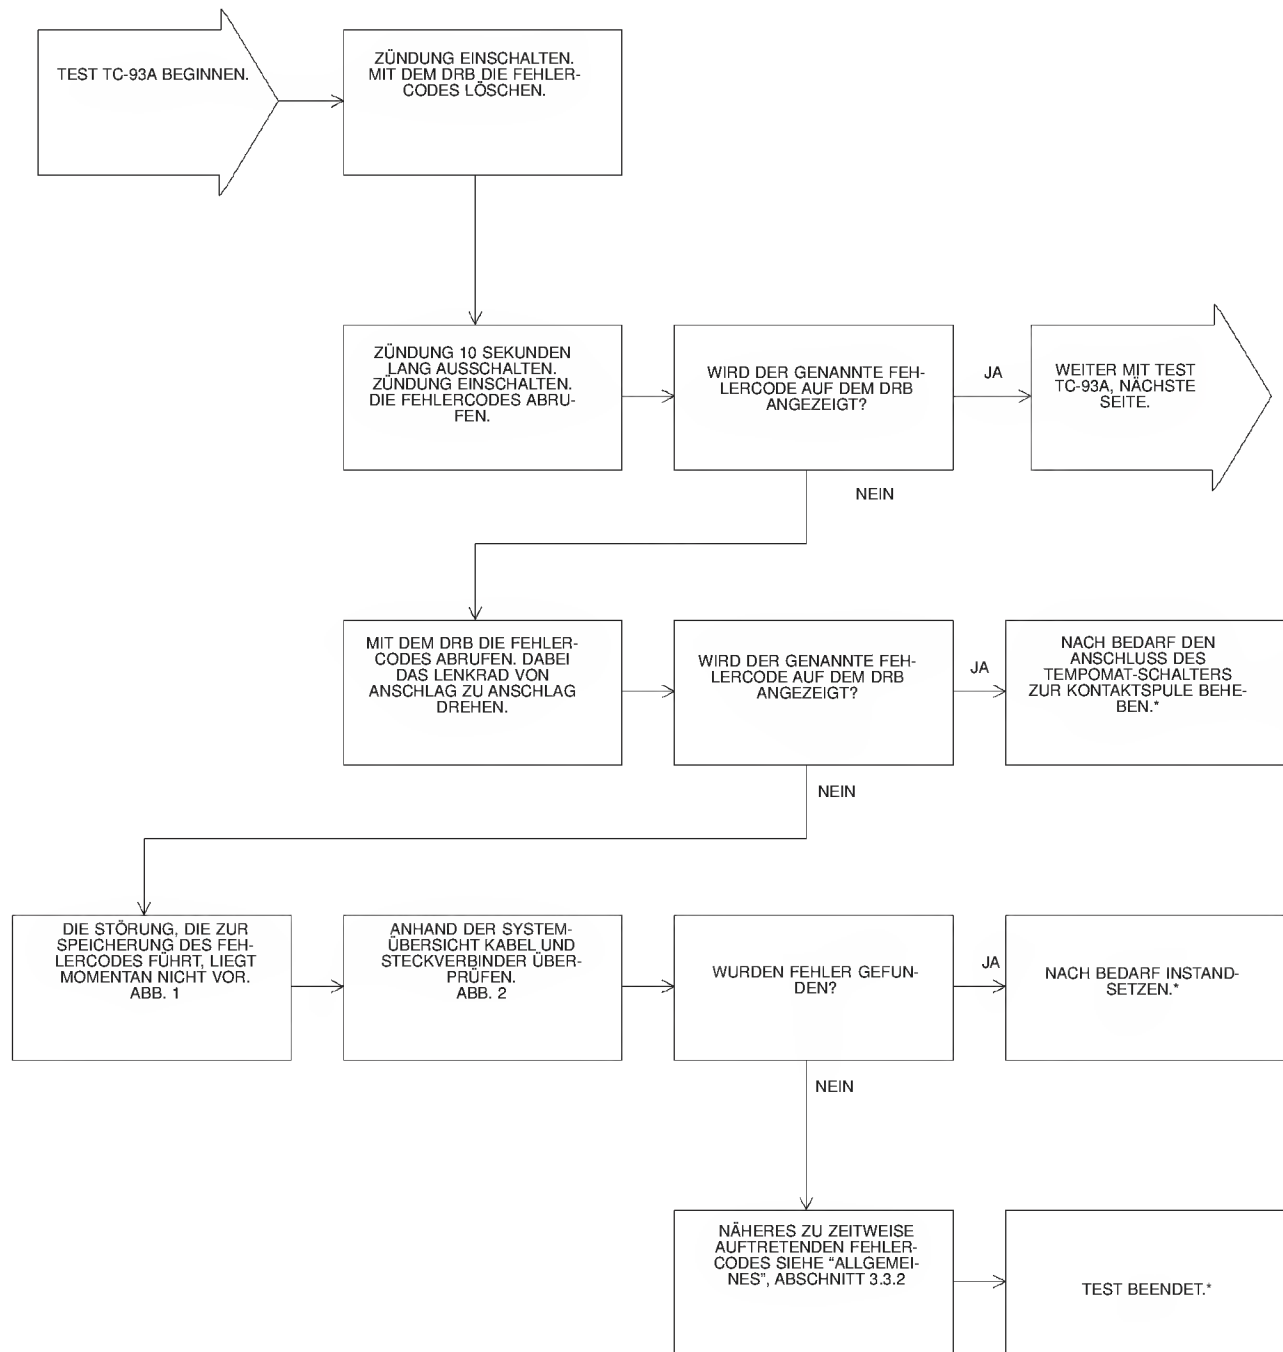 TEST TC-93A BEGINNEN.
ZÜNDUNG EINSCHALTEN.
MIT DEM DRB DIE FEHLER-
CODES LÖSCHEN.
ZÜNDUNG 10 SEKUNDEN
LANG AUSSCHALTEN.
ZÜNDUNG EINSCHALTEN.
DIE FEHLERCODES ABRU-
FEN.
WIRD DER GENANNTE FEH-
LERCODE AUF DEM DRB
ANGEZEIGT?
JA
WEITER MIT TEST
TC-93A, NÄCHSTE
SEITE.
NEIN
MIT DEM DRB DIE FEHLER-
CODES ABRUFEN. DABEI
DAS LENKRAD VON
ANSCHLAG ZU ANSCHLAG
DREHEN.
WIRD DER GENANNTE FEH-
LERCODE AUF DEM DRB
ANGEZEIGT?
JA
NACH BEDARF DEN
ANSCHLUSS DES
TEMPOMAT-SCHALTERS
ZUR KONTAKTSPULE BEHE-
BEN.*
NEIN
DIE STÖRUNG, DIE ZUR
SPEICHERUNG DES FEH-
LERCODES FÜHRT, LIEGT
MOMENTAN NICHT VOR.
ABB. 1
ANHAND DER SYSTEM-
ÜBERSICHT KABEL UND
STECKVERBINDER ÜBER-
PRÜFEN.
ABB. 2
WURDEN FEHLER GEFUN-
DEN?
JA
NACH BEDARF INSTAND-
SETZEN.*
NEIN
NÄHERES ZU ZEITWEISE
AUFTRETENDEN FEHLER-
CODES SIEHE “ALLGEMEI-
NES”, ABSCHNITT 3.3.2
TEST BEENDET.*